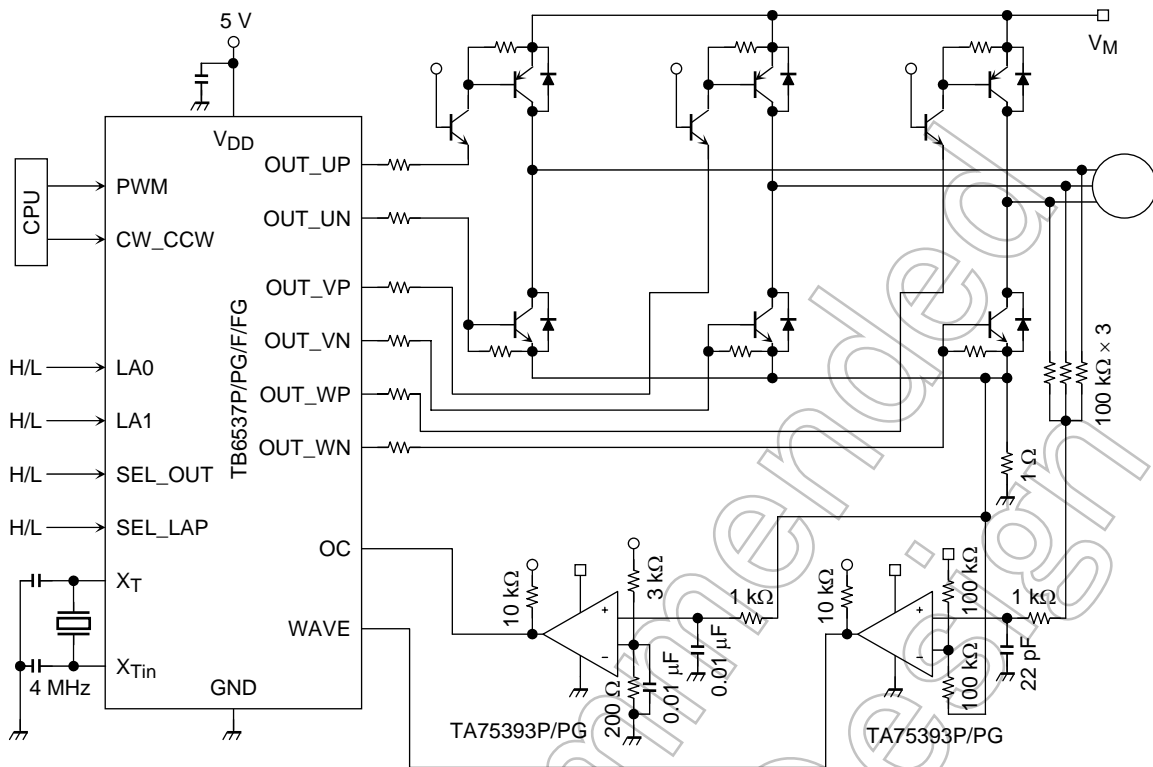 5 V
V_M
V_DD
CPU
PWM
CW_CCW
LA0
LA1
SEL_OUT
SEL_LAP
H/L
H/L
H/L
H/L
X_T
X_Tin
4 MHz
GND
TB6537P/PG/F/FG
OUT_UP
OUT_UN
OUT_VP
OUT_VN
OUT_WP
OUT_WN
OC
WAVE
100 kΩ × 3
1 Ω
10 kΩ
3 kΩ
+
−
200 Ω
0.01 μF
0.01 μF
1 kΩ
TA75393P/PG
10 kΩ
100 kΩ
+
−
100 kΩ
22 pF
1 kΩ
TA75393P/PG
mmended
esign